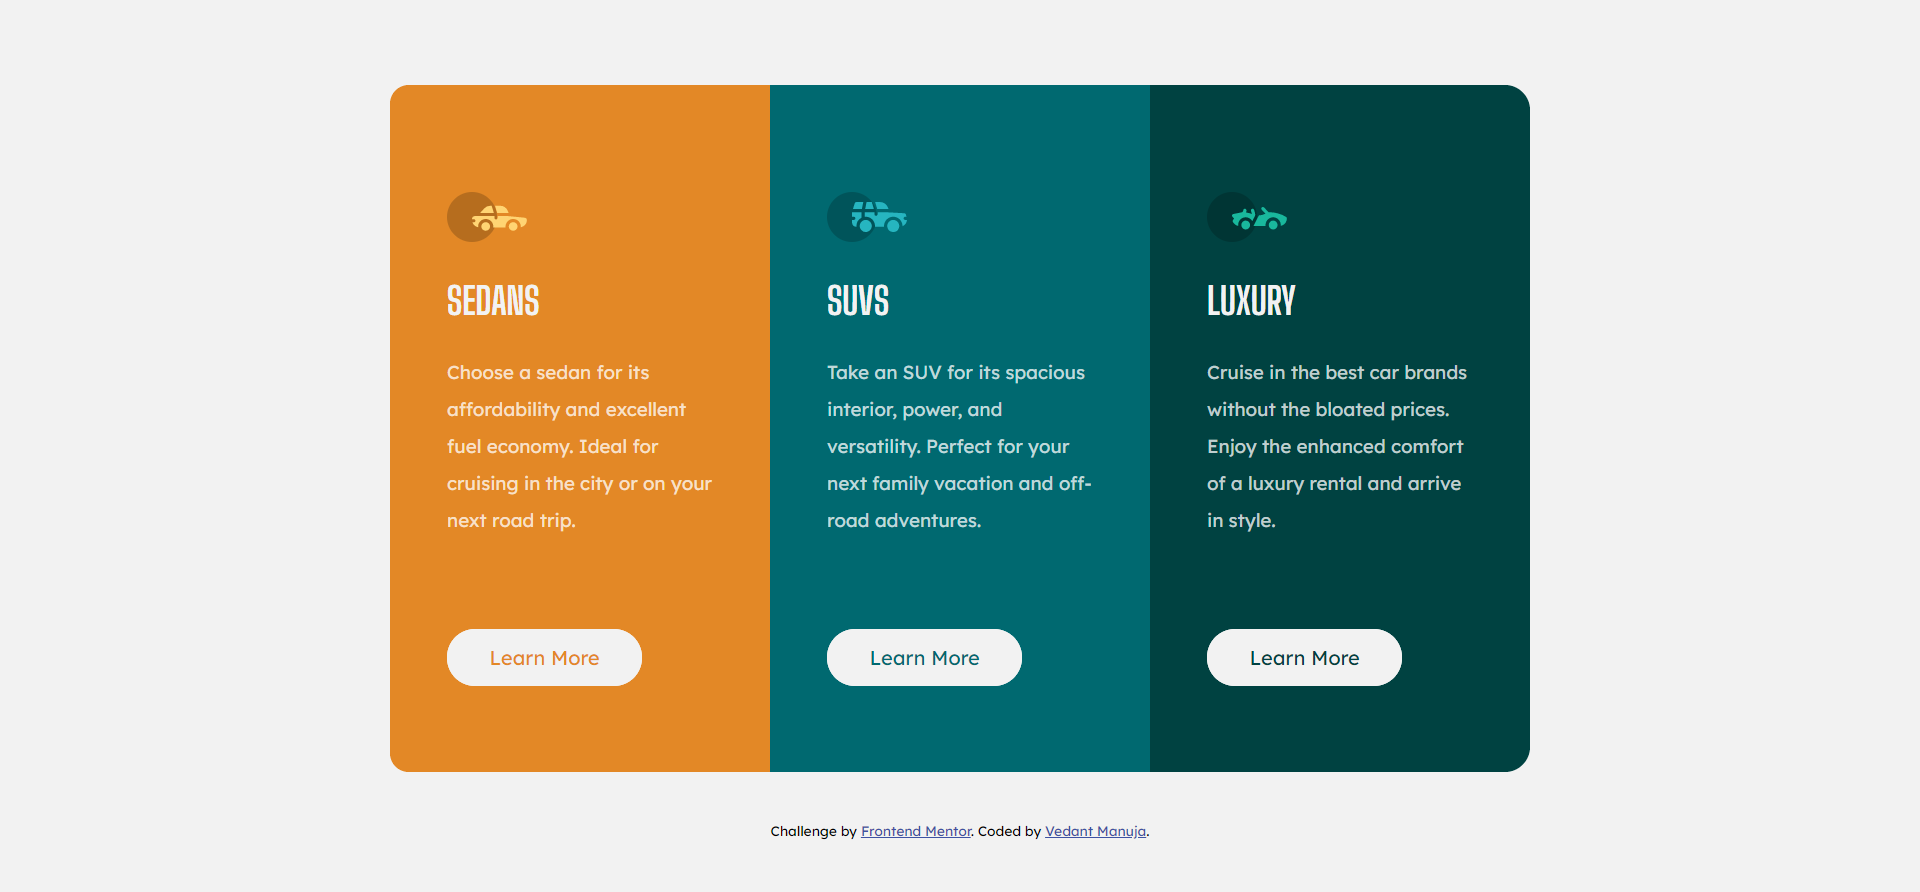 SEDANS
Choose a sedan for its
affordability and excellent
fuel economy. Ideal for
cruising in the city or on your
next road trip.
Learn More
SUVS
Take an SUV for its spacious
interior, power, and
versatility. Perfect for your
next family vacation and off-
road adventures.
Learn More
LUXURY
Cruise in the best car brands
without the bloated prices.
Enjoy the enhanced comfort
of a luxury rental and arrive
in style.
Learn More
Challenge by Frontend Mentor. Coded by Vedant Manuja.